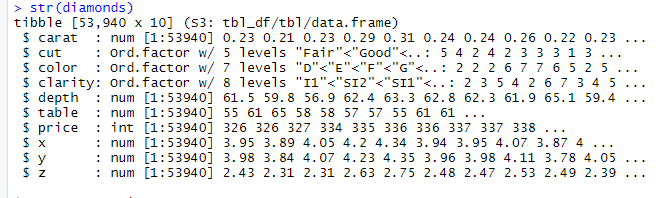 > str(diamonds)
tibble [53,940 x 10] (S3: tbl_df/tbl/data.frame)
 $ carat  : num [1:53940] 0.23 0.21 0.23 0.29 0.31 0.24 0.24 0.26 0.22 0.23 ...
 $ cut    : Ord.factor w/ 5 levels "Fair"<"Good"<..: 5 4 2 4 2 3 3 3 1 3 ...
 $ color  : Ord.factor w/ 7 levels "D"<"E"<"F"<"G"<..: 2 2 2 6 7 7 6 5 2 5 ...
 $ clarity: Ord.factor w/ 8 levels "I1"<"SI2"<"SI1"<..: 2 3 5 4 2 6 7 3 4 5 ...
 $ depth  : num [1:53940] 61.5 59.8 56.9 62.4 63.3 62.8 62.3 61.9 65.1 59.4 ...
 $ table  : num [1:53940] 55 61 65 58 58 57 57 55 61 61 ...
 $ price  : int [1:53940] 326 326 327 334 335 336 336 337 337 338 ...
 $ x      : num [1:53940] 3.95 3.89 4.05 4.2 4.34 3.94 3.95 4.07 3.87 4 ...
 $ y      : num [1:53940] 3.98 3.84 4.07 4.23 4.35 3.96 3.98 4.11 3.78 4.05 ...
 $ z      : num [1:53940] 2.43 2.31 2.31 2.63 2.75 2.48 2.47 2.53 2.49 2.39 ...